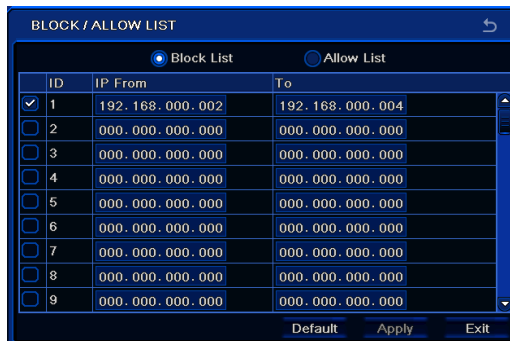 BLOCK / ALLOW LIST
Block List Allow List
ID IP From To
1 192.168.000.002 192.168.000.004
2 000.000.000.000 000.000.000.000
3 000.000.000.000 000.000.000.000
4 000.000.000.000 000.000.000.000
5 000.000.000.000 000.000.000.000
6 000.000.000.000 000.000.000.000
7 000.000.000.000 000.000.000.000
8 000.000.000.000 000.000.000.000
9 000.000.000.000 000.000.000.000
Default Apply Exit